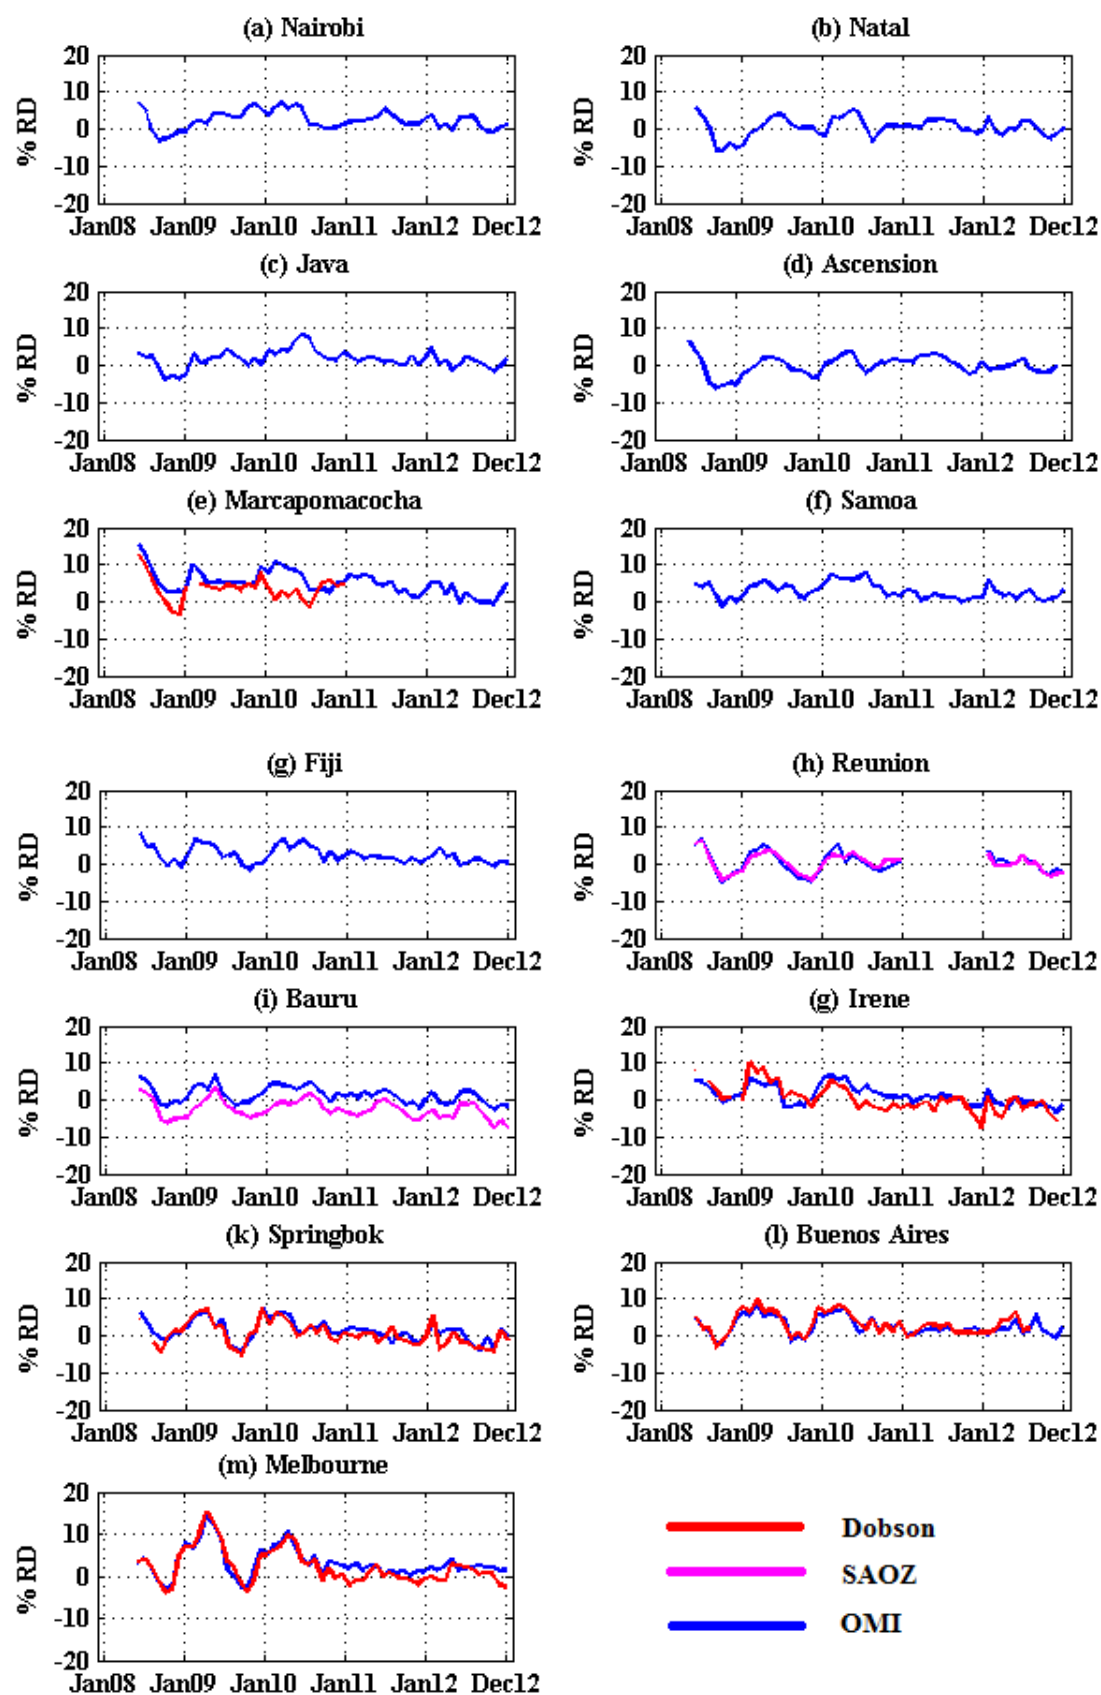 (a) Nairobi
20
10
0
-10
-20
% RD
Jan08 Jan09 Jan10 Jan11 Jan12 Dec12
(b) Natal
20
10
0
-10
-20
% RD
Jan08 Jan09 Jan10 Jan11 Jan12 Dec12
(c) Java
20
10
0
-10
-20
% RD
Jan08 Jan09 Jan10 Jan11 Jan12 Dec12
(d) Ascension
20
10
0
-10
-20
% RD
Jan08 Jan09 Jan10 Jan11 Jan12 Dec12
(e) Marcapomacocha
20
10
0
-10
-20
% RD
Jan08 Jan09 Jan10 Jan11 Jan12 Dec12
(f) Samoa
20
10
0
-10
-20
% RD
Jan08 Jan09 Jan10 Jan11 Jan12 Dec12
(g) Fiji
20
10
0
-10
-20
% RD
Jan08 Jan09 Jan10 Jan11 Jan12 Dec12
(h) Reunion
20
10
0
-10
-20
% RD
Jan08 Jan09 Jan10 Jan11 Jan12 Dec12
(i) Bauru
20
10
0
-10
-20
% RD
Jan08 Jan09 Jan10 Jan11 Jan12 Dec12
(g) Irene
20
10
0
-10
-20
% RD
Jan08 Jan09 Jan10 Jan11 Jan12 Dec12
(k) Springbok
20
10
0
-10
-20
% RD
Jan08 Jan09 Jan10 Jan11 Jan12 Dec12
(l) Buenos Aires
20
10
0
-10
-20
% RD
Jan08 Jan09 Jan10 Jan11 Jan12 Dec12
(m) Melbourne
20
10
0
-10
-20
% RD
Jan08 Jan09 Jan10 Jan11 Jan12 Dec12
Dobson
SAOZ
OMI